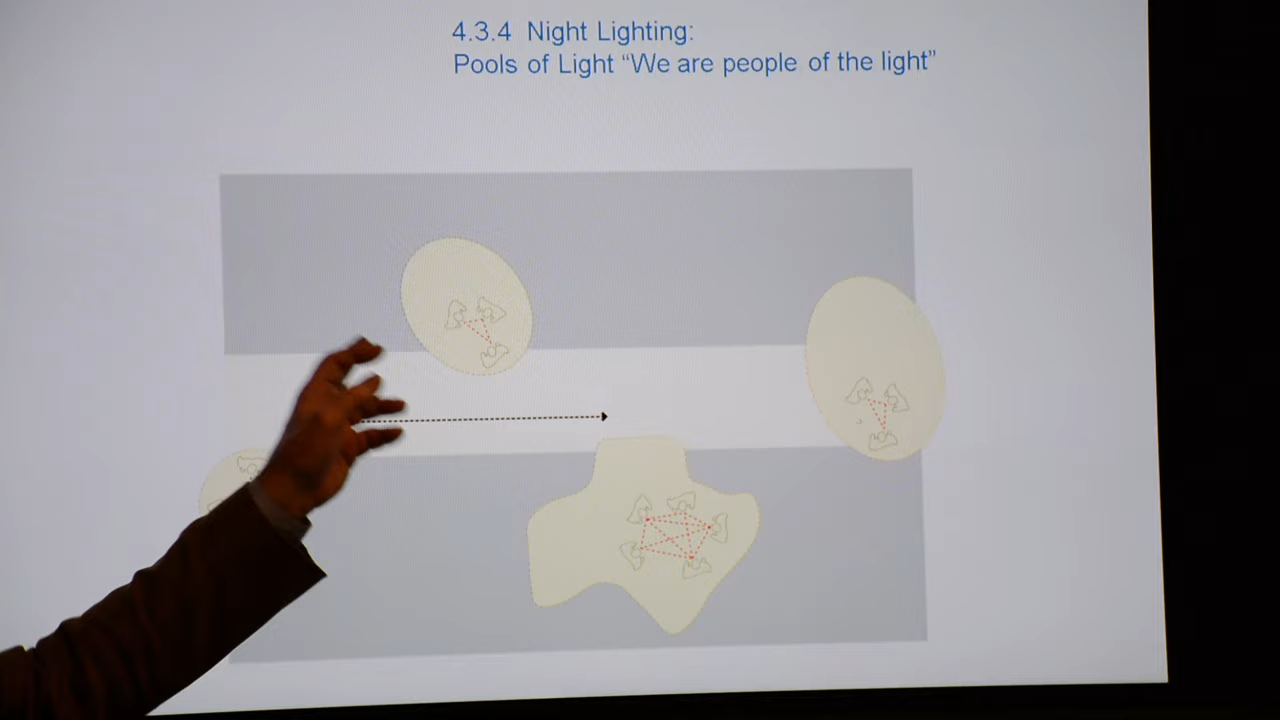 4.3.4 Night Lighting:
Pools of Light “We are people of the light”